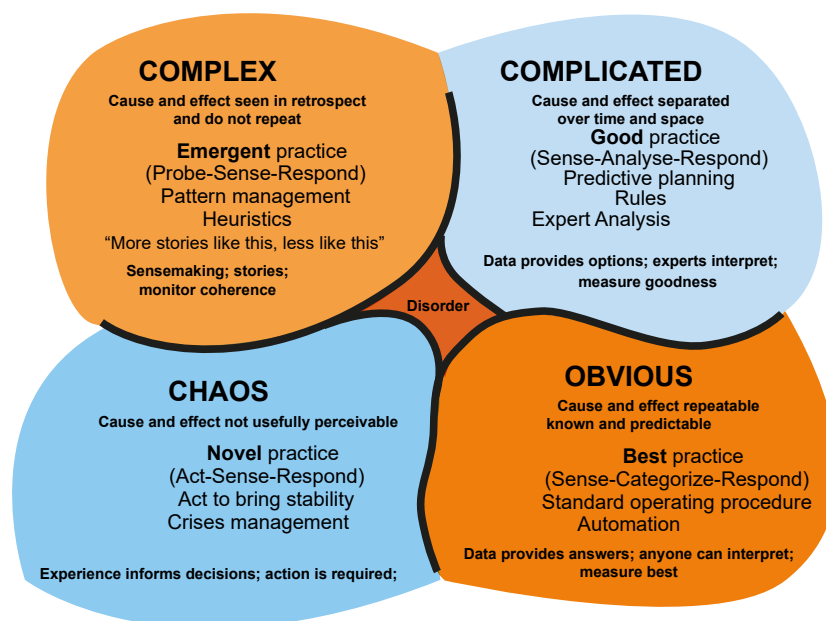 COMPLEX
Cause and effect seen in retrospect
and do not repeat
Emergent practice
(Probe-Sense-Respond)
Pattern management
Heuristics
“More stories like this, less like this”
Sensemaking; stories;
monitor coherence
COMPLICATED
Cause and effect separated
over time and space
Good practice
(Sense-Analyse-Respond)
Predictive planning
Rules
Expert Analysis
Data provides options; experts interpret;
measure goodness
Disorder
CHAOS
Cause and effect not usefully perceivable
Novel practice
(Act-Sense-Respond)
Act to bring stability
Crises management
Experience informs decisions; action is required;
OBVIOUS
Cause and effect repeatable
known and predictable
Best practice
(Sense-Categorize-Respond)
Standard operating procedure
Automation
Data provides answers; anyone can interpret;
measure best